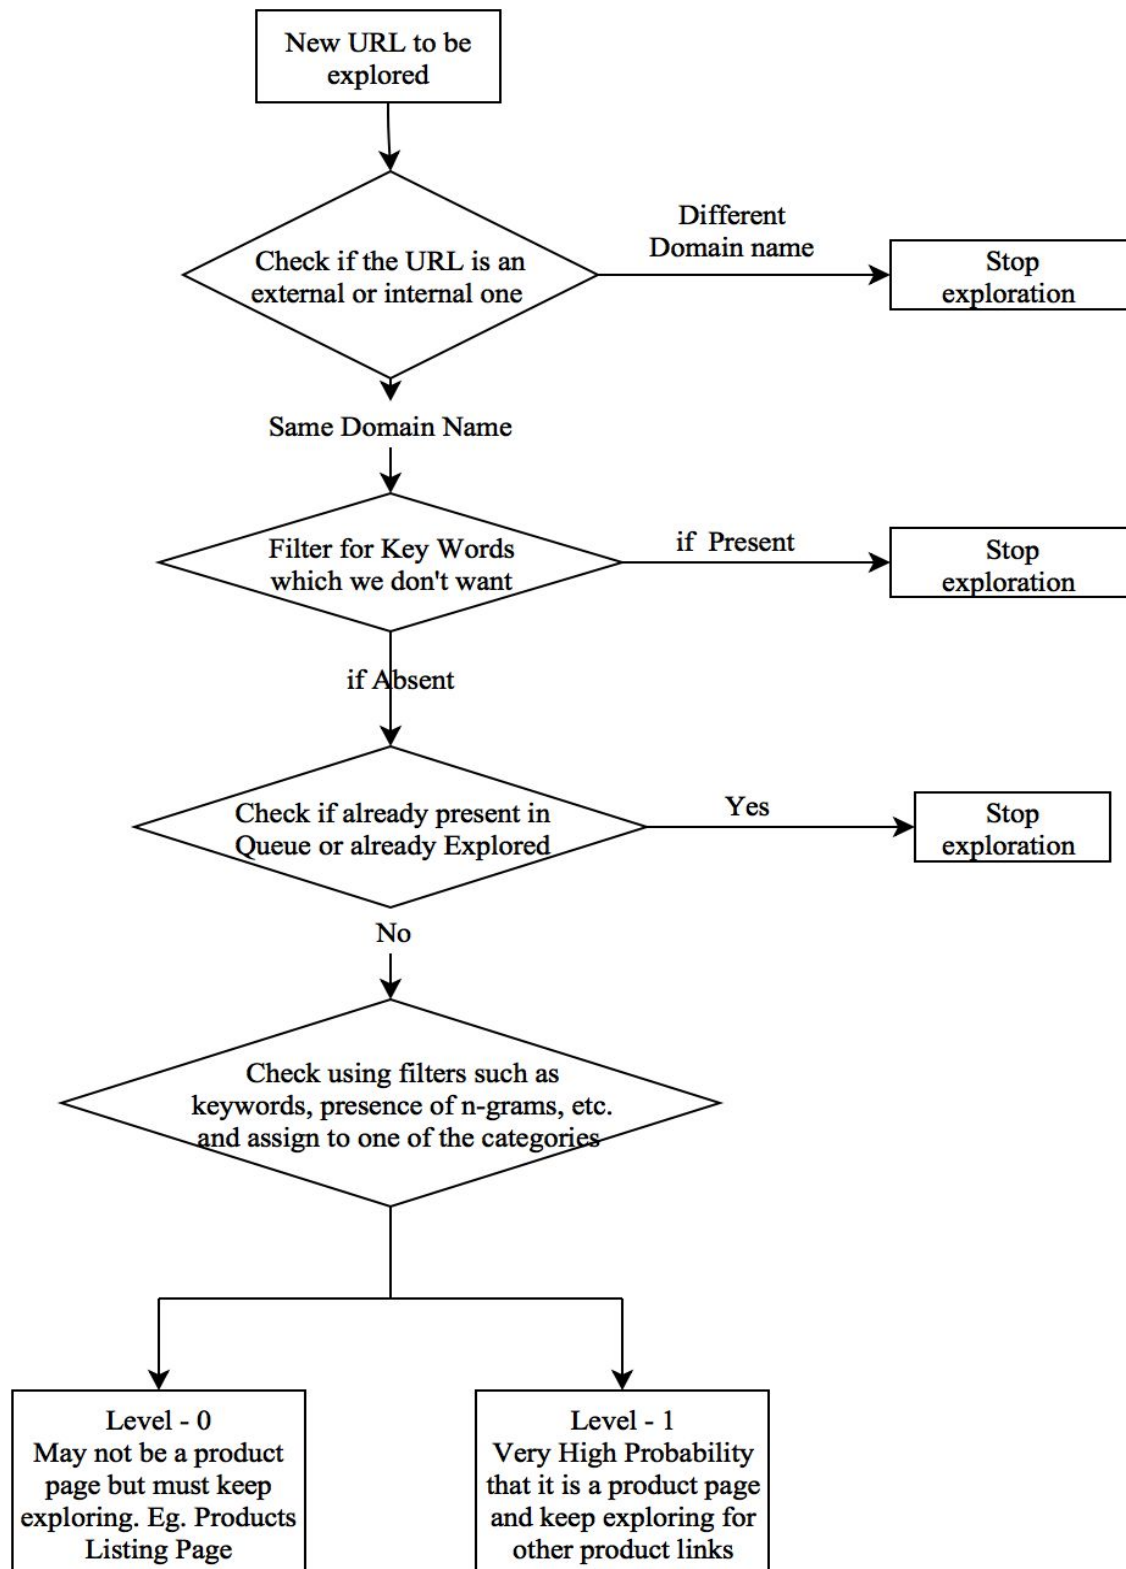 New URL to be
explored
Check if the URL is an
external or internal one
Different
Domain name
Stop
exploration
Same Domain Name
Filter for Key Words
which we don't want
if Present
Stop
exploration
if Absent
Check if already present in
Queue or already Explored
Yes
Stop
exploration
No
Check using filters such as
keywords, presence of n-grams, etc.
and assign to one of the categories
Level - 0
May not be a product
page but must keep
exploring. Eg. Products
Listing Page
Level - 1
Very High Probability
that it is a product page
and keep exploring for
other product links